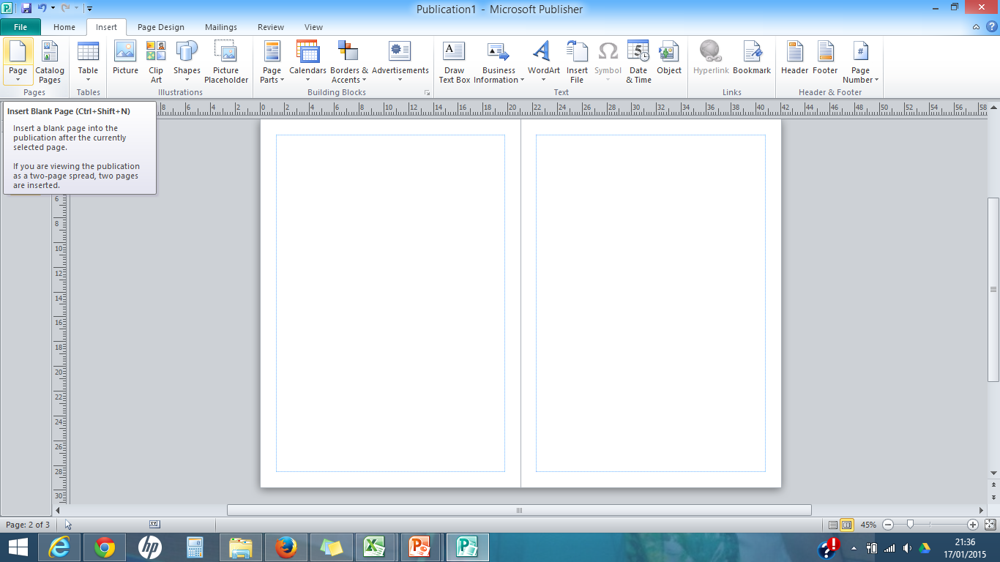 Publication1 - Microsoft Publisher
File Home Insert Page Design Mailings Review View
Page Catalog Pages Table Picture Clip Art Shapes Picture Placeholder Page Parts Calendars Borders & Accents Advertisements Draw Text Box Business Information WordArt Insert File Symbol Date & Time Object Hyperlink Bookmark Header Footer Page Number
Pages Tables Illustrations Building Blocks Text Links Header & Footer
8 6 4 2 0 2 4 6 8 10 12 14 16 18 20 22 24 26 28 30 32 34 36 38 40 42 44 46 48 50 52 54 56 58
Insert Blank Page (Ctrl+Shift+N)
Insert a blank page into the
publication after the currently
selected page.
If you are viewing the publication
as a two-page spread, two pages
are inserted.
6
8
10
12
14
16
18
20
22
24
26
28
30
Page: 2 of 3 45%
21:36
17/01/2015